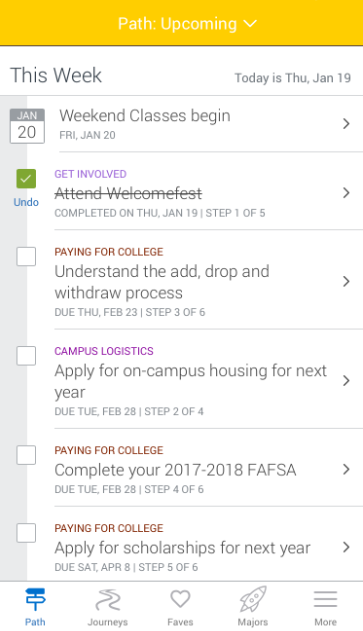 Path: Upcoming
This Week
Today is Thu, Jan 19
JAN
20
Weekend Classes begin
FRI, JAN 20
GET INVOLVED
Attend Welcomefest
Undo
COMPLETED ON THU, JAN 19 | STEP 1 OF 5
PAYING FOR COLLEGE
Understand the add, drop and
withdraw process
DUE THU, FEB 23 | STEP 3 OF 6
CAMPUS LOGISTICS
Apply for on-campus housing for next
year
DUE TUE, FEB 28 | STEP 2 OF 4
PAYING FOR COLLEGE
Complete your 2017-2018 FAFSA
DUE TUE, FEB 28 | STEP 4 OF 6
PAYING FOR COLLEGE
Apply for scholarships for next year
DUE SAT, APR 8 | STEP 5 OF 6
Path
Journeys
Faves
Majors
More